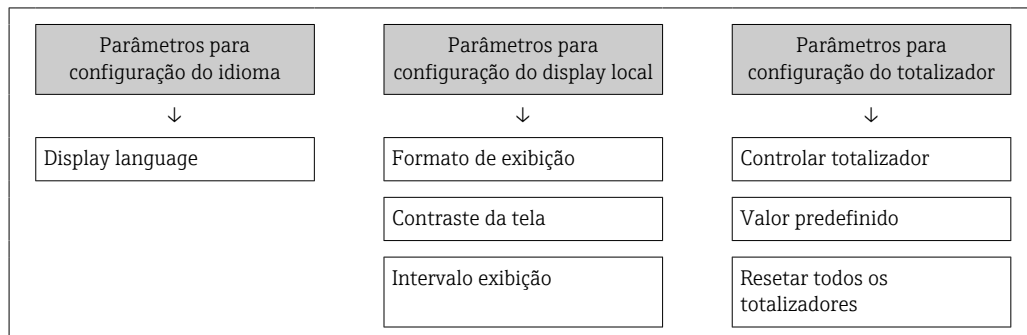 Parâmetros para
configuração do idioma
↓
Display language
Parâmetros para
configuração do display local
↓
Formato de exibição
Contraste da tela
Intervalo exibição
Parâmetros para
configuração do totalizador
↓
Controlar totalizador
Valor predefinido
Resetar todos os
totalizadores